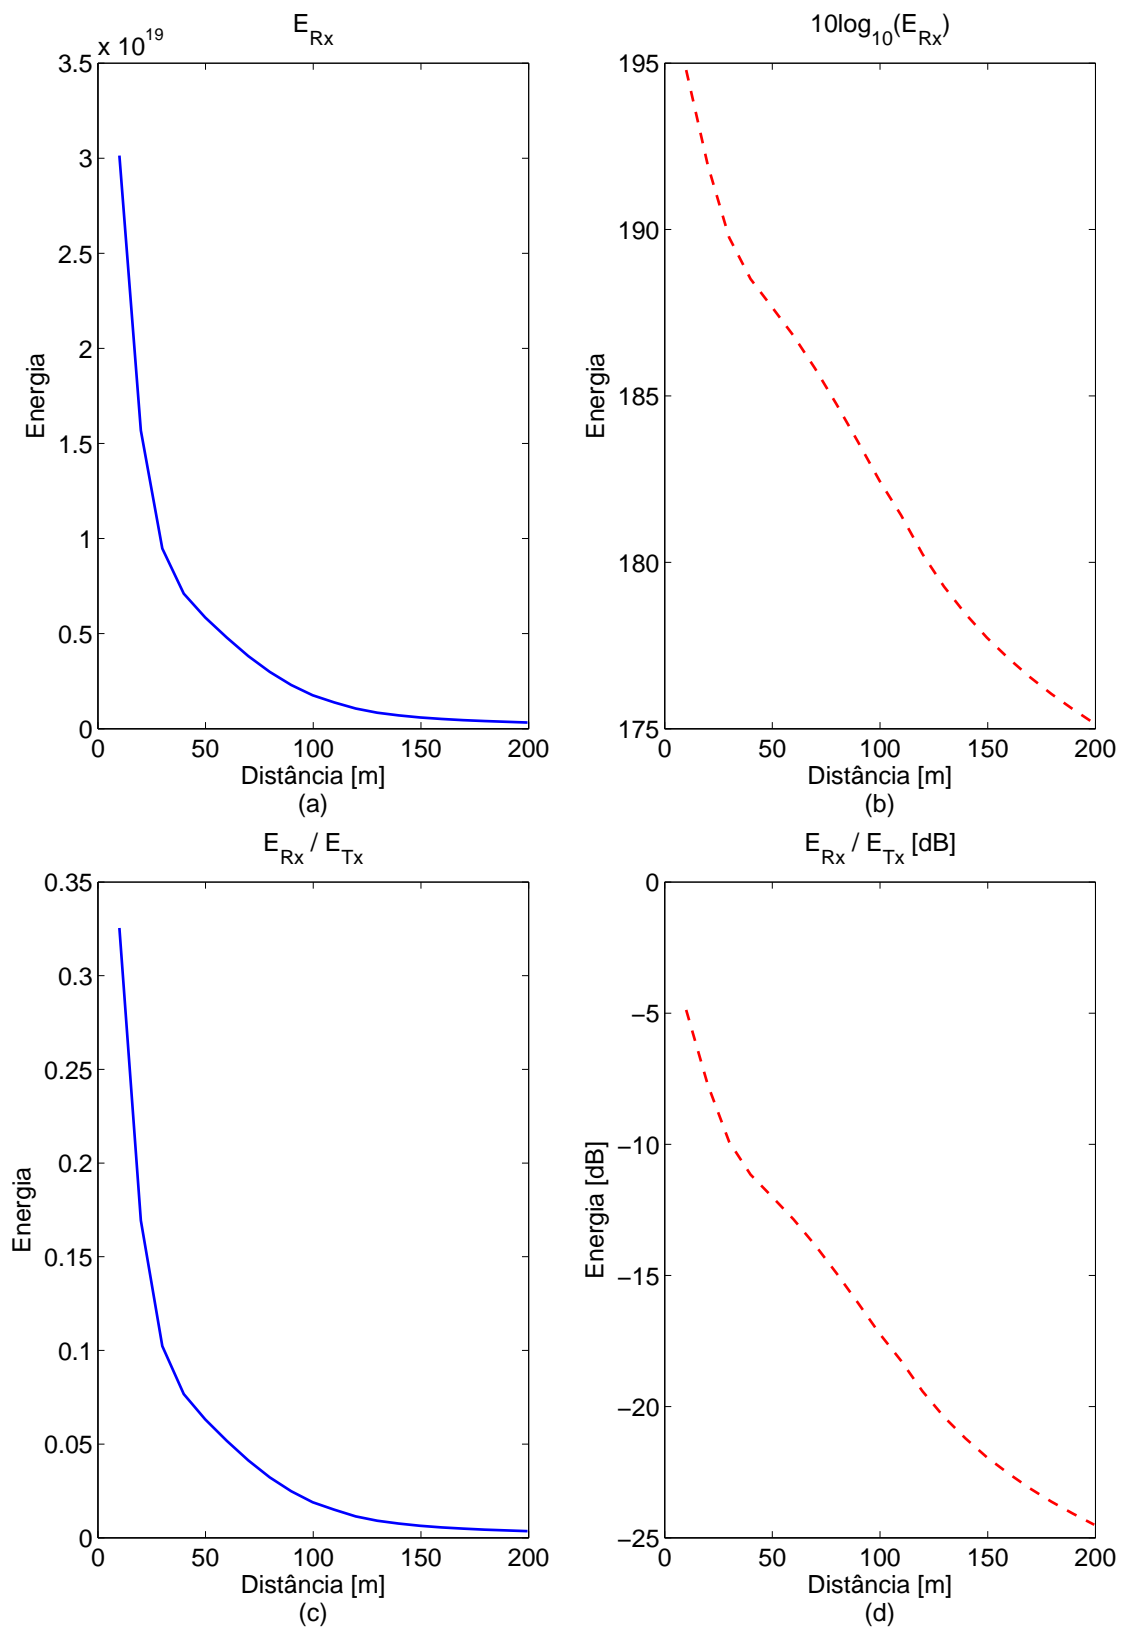 E_Rx
x 10^19
3.5
3
2.5
2
1.5
1
0.5
0
0 50 100 150 200
Energia
Distância [m]
(a)
10log_10(E_Rx)
195
190
185
180
175
0 50 100 150 200
Energia
Distância [m]
(b)
E_Rx / E_Tx
0.35
0.3
0.25
0.2
0.15
0.1
0.05
0
0 50 100 150 200
Energia
Distância [m]
(c)
E_Rx / E_Tx [dB]
0
−5
−10
−15
−20
−25
0 50 100 150 200
Energia [dB]
Distância [m]
(d)